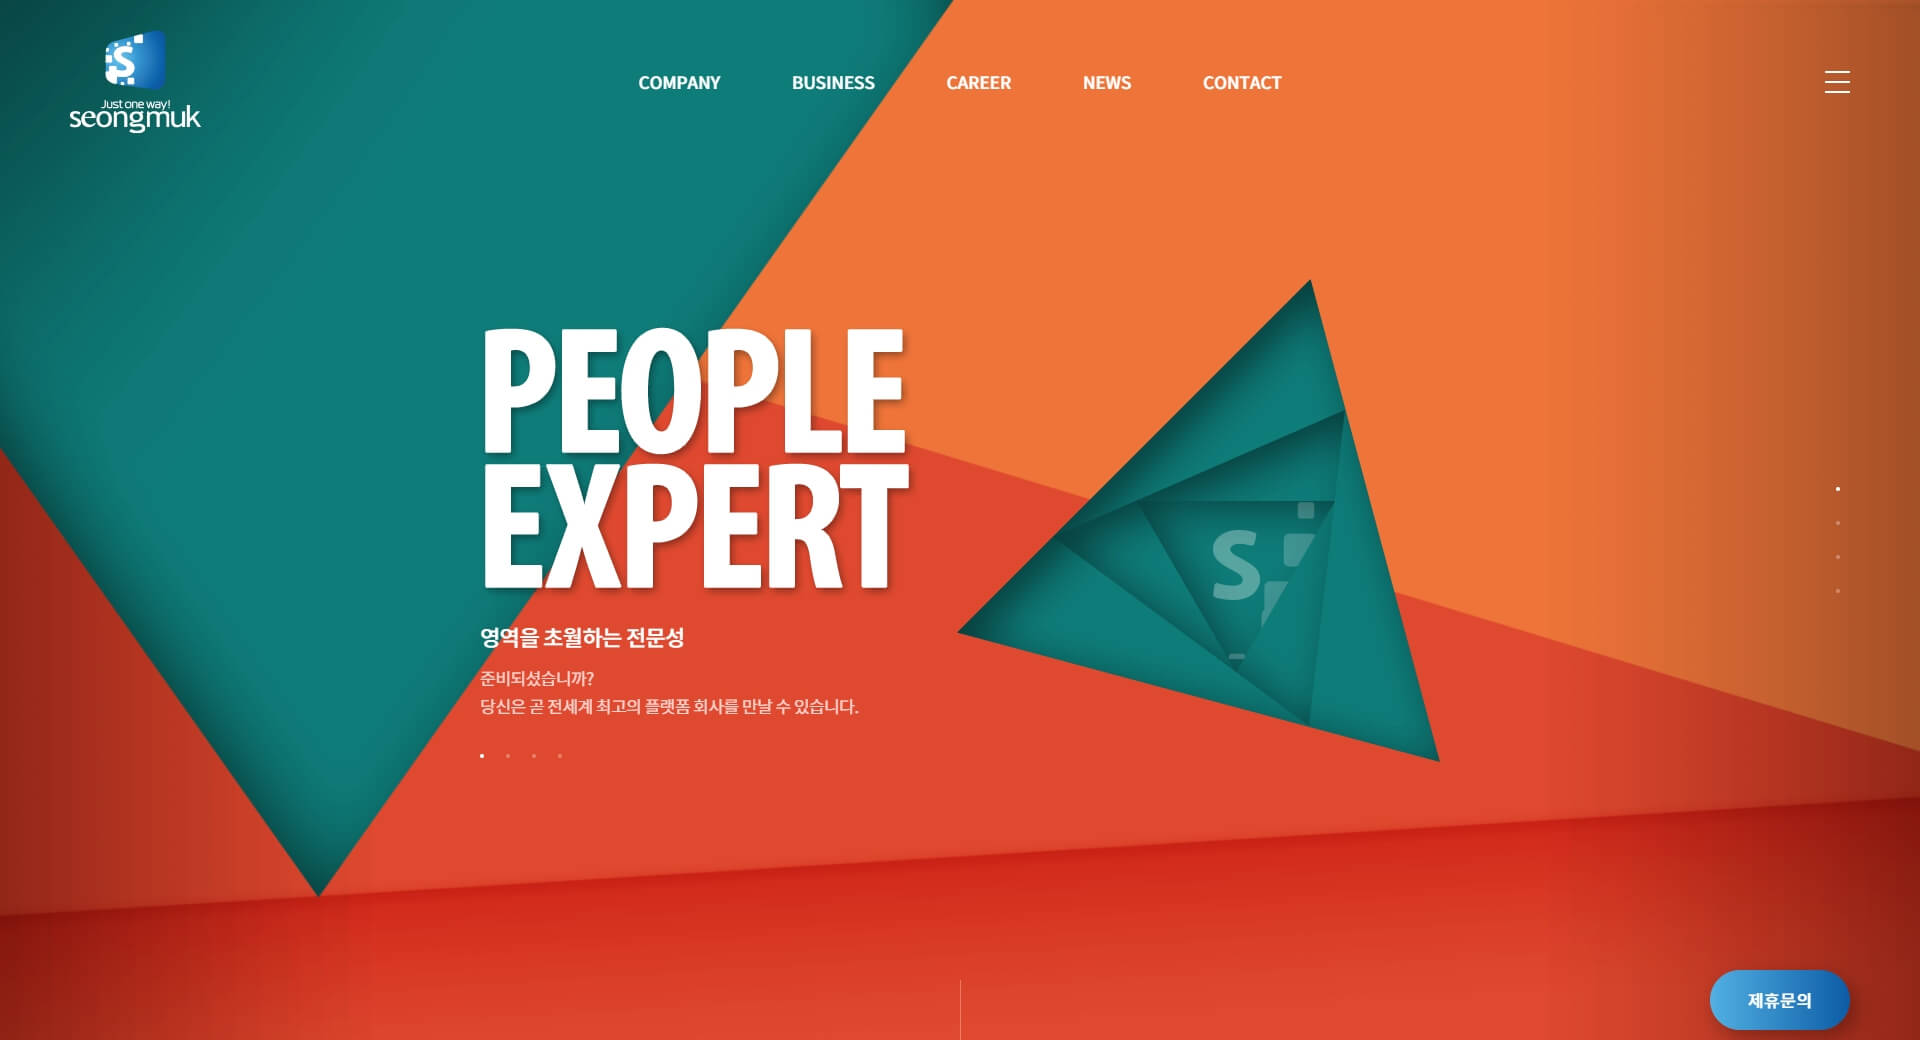 S
Just one way!
seongmuk
COMPANY BUSINESS CAREER NEWS CONTACT
PEOPLE
EXPERT
영역을 초월하는 전문성
준비되셨습니까?
당신은 곧 전세계 최고의 플랫폼 회사를 만날 수 있습니다.
S
제휴문의